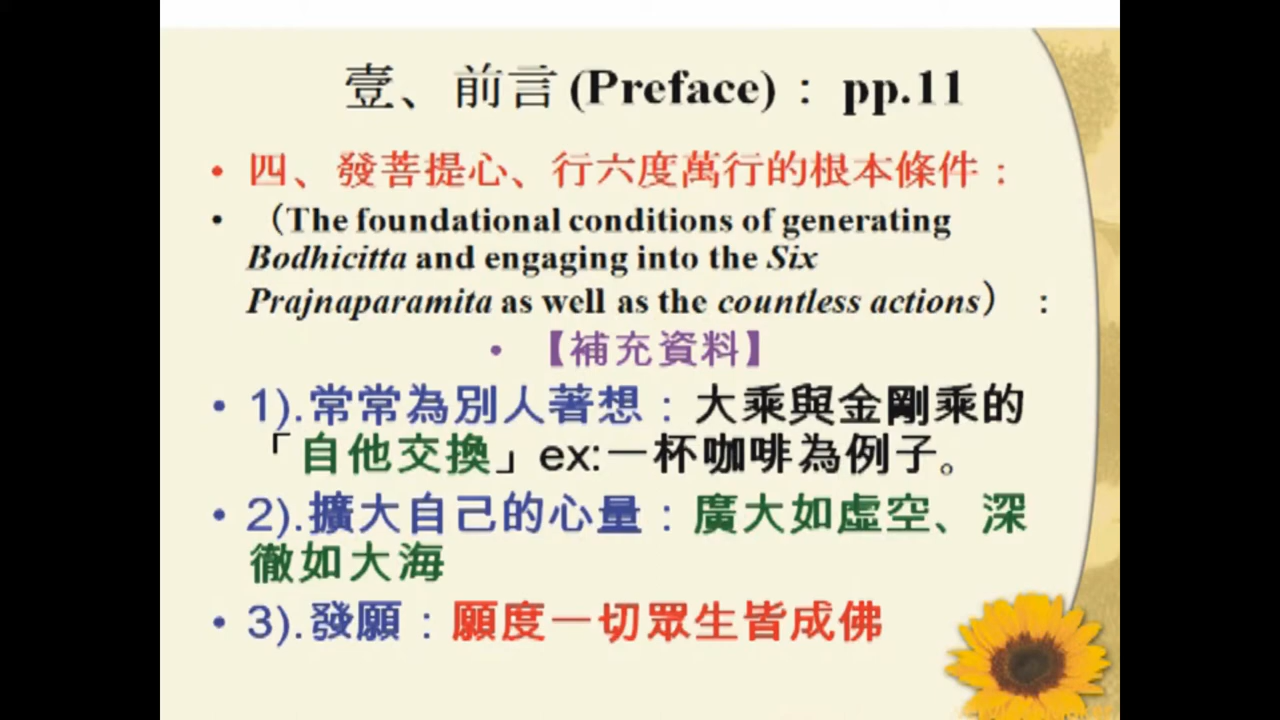 壹、前言(Preface)： pp.11
• 四、發菩提心、行六度萬行的根本條件：
• （The foundational conditions of generating
Bodhicitta and engaging into the Six
Prajnaparamita as well as the countless actions） ：
• 【補充資料】
• 1).常常為別人著想：大乘與金剛乘的
「自他交換」ex:一杯咖啡為例子。
• 2).擴大自己的心量：廣大如虛空、深
徹如大海
• 3).發願：願度一切眾生皆成佛